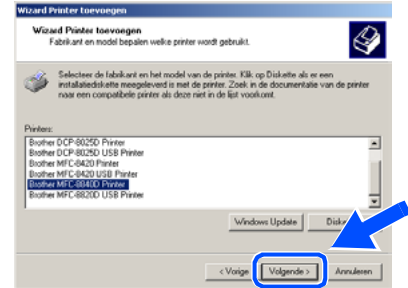 Wizard Printer toevoegen
Wizard Printer toevoegen
Fabrikant en model bepalen welke printer wordt gebruikt.
Selecteer de fabrikant en het model van de printer. Klik op Diskette als er een
installatiediskette meegeleverd is met de printer. Zoek in de documentatie van de printer
naar een compatibele printer als deze niet in de lijst voorkomt.
Printers:
Brother DCP-8025D Printer
Brother DCP-8025D USB Printer
Brother MFC-8420 Printer
Brother MFC-8420 USB Printer
Brother MFC-8840D Printer
Brother MFC-8820D USB Printer
Windows Update
< Vorige Volgende > Annuleren